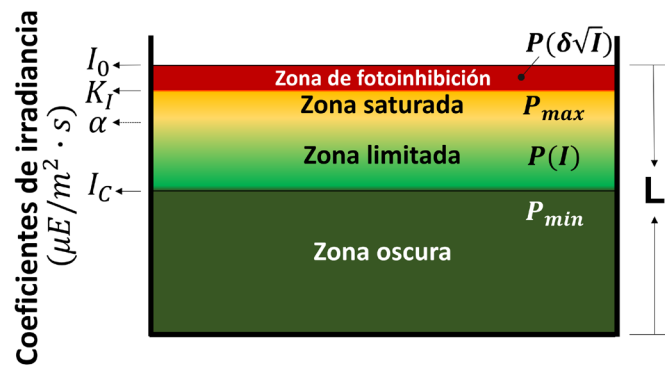 Coeficientes de irradiancia
(μE/m² · s)
I₀
K_I
α
I_C
P(δ√I)
Zona de fotoinhibición
Zona saturada
P_max
Zona limitada
P(I)
P_min
Zona oscura
L